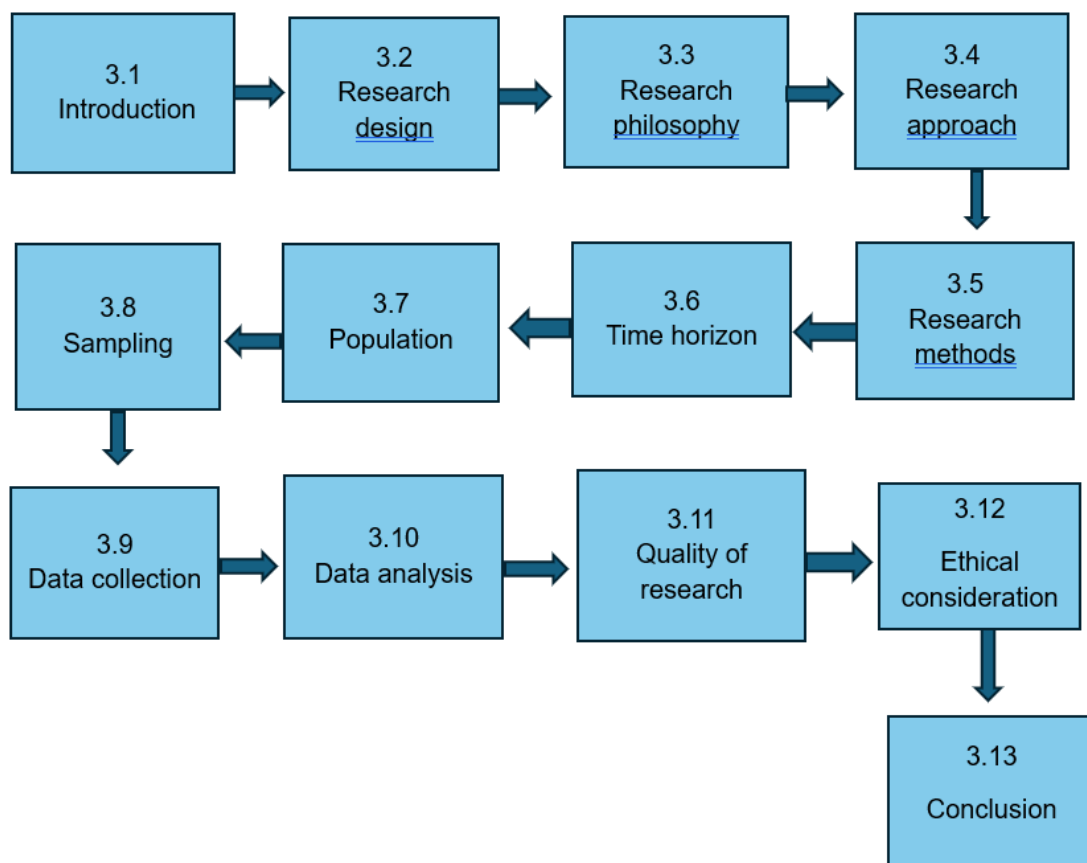 3.1
Introduction
3.2
Research
design
3.3
Research
philosophy
3.4
Research
approach
3.5
Research
methods
3.6
Time horizon
3.7
Population
3.8
Sampling
3.9
Data collection
3.10
Data analysis
3.11
Quality of
research
3.12
Ethical
consideration
3.13
Conclusion